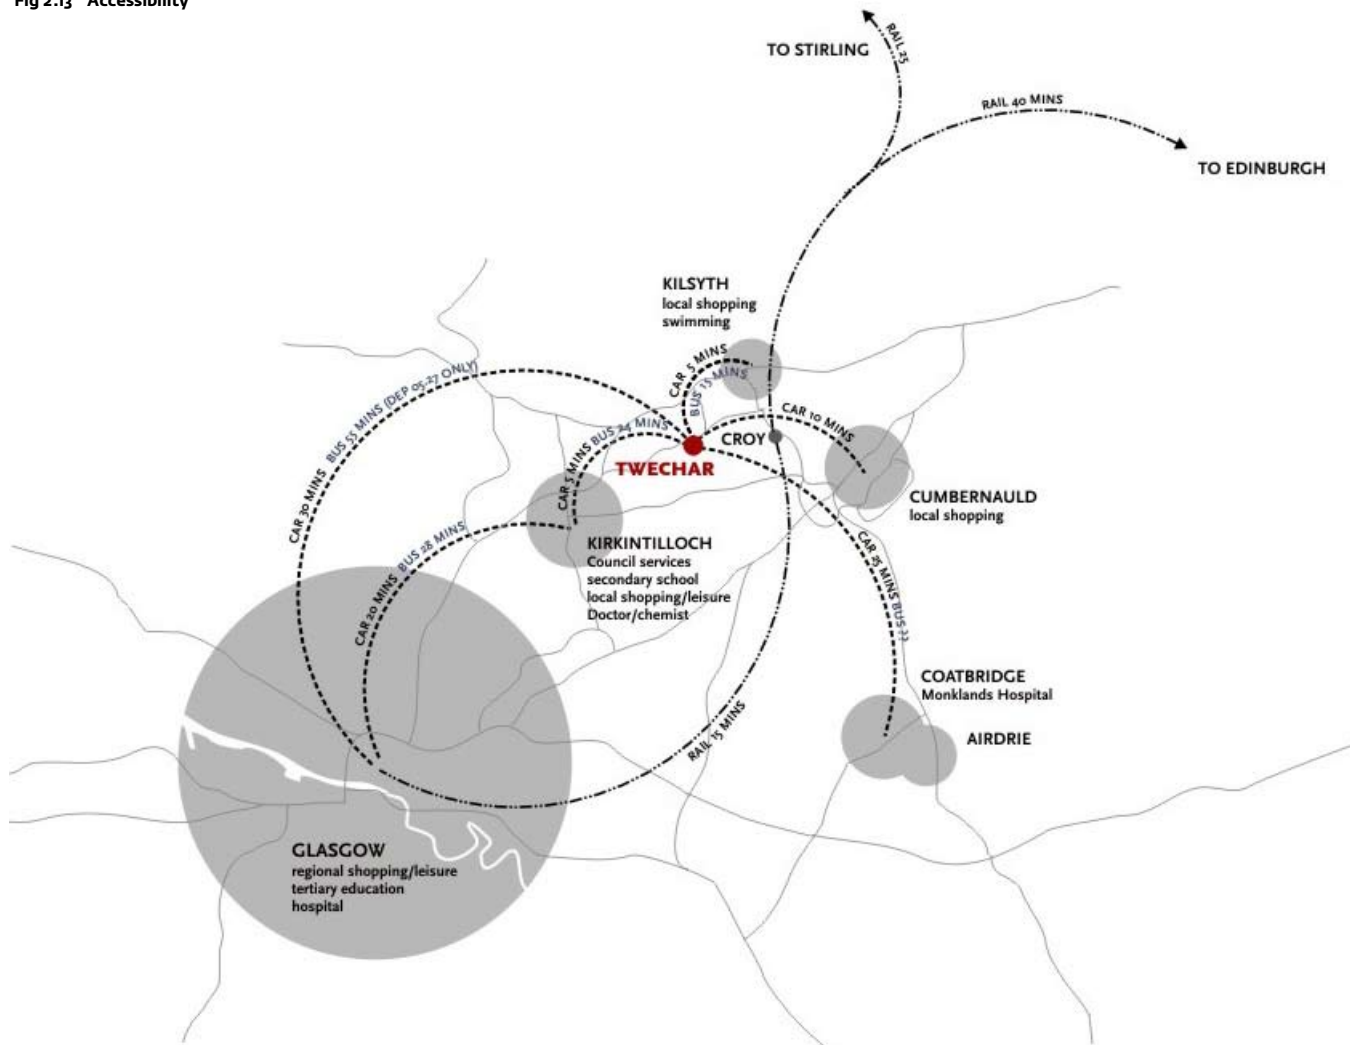 Fig 2.13 Accessibility
RAIL 25
TO STIRLING
RAIL 40 MINS
TO EDINBURGH
KILSYTH
local shopping
swimming
CAR 5 MINS
BUS 15 MINS
BUS 55 MINS (DEP 05.27 ONLY)
CAR 30 MINS
CAR 10 MINS
BUS 24 MINS
CAR 5 MINS
CROY
TWECHAR
CUMBERNAULD
local shopping
BUS 28 MINS
CAR 20 MINS
KIRKINTILLOCH
Council services
secondary school
local shopping/leisure
Doctor/chemist
CAR 25 MINS BUS ??
COATBRIDGE
Monklands Hospital
AIRDRIE
RAIL 15 MINS
GLASGOW
regional shopping/leisure
tertiary education
hospital